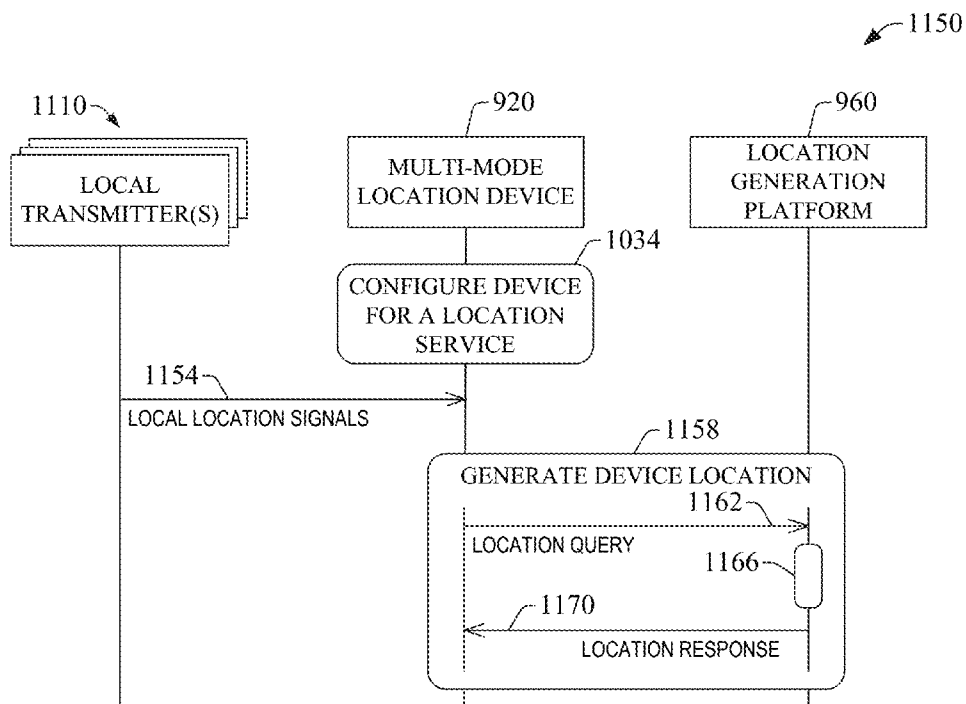 1150
1110
920
960
LOCAL
TRANSMITTER(S)
MULTI-MODE
LOCATION DEVICE
LOCATION
GENERATION
PLATFORM
1034
CONFIGURE DEVICE
FOR A LOCATION
SERVICE
1154
LOCAL LOCATION SIGNALS
1158
GENERATE DEVICE LOCATION
1162
LOCATION QUERY
1166
1170
LOCATION RESPONSE